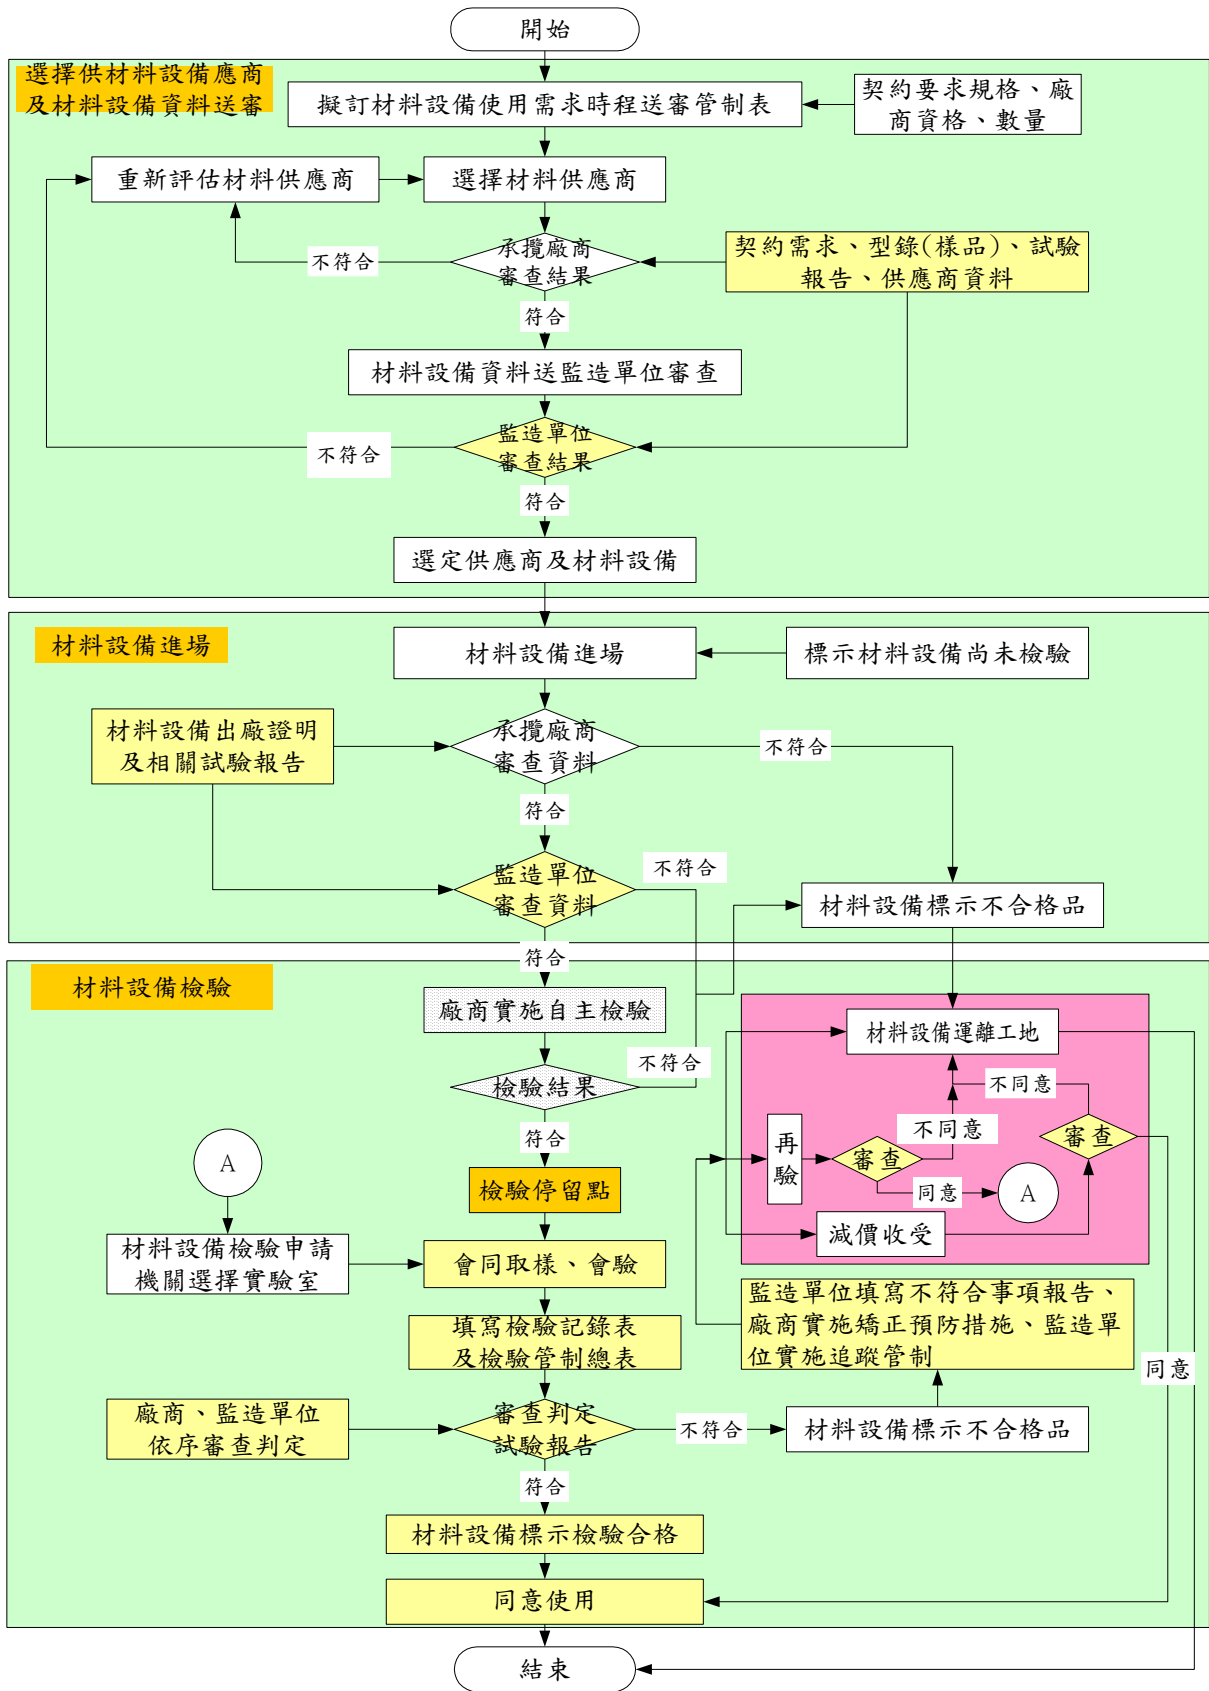 開始
選擇供材料設備應商
及材料設備資料送審
擬訂材料設備使用需求時程送審管制表
契約要求規格、廠
商資格、數量
重新評估材料供應商
選擇材料供應商
承攬廠商
審查結果
不符合
契約需求、型錄(樣品)、試驗
報告、供應商資料
符合
材料設備資料送監造單位審查
監造單位
審查結果
不符合
符合
選定供應商及材料設備
材料設備進場
材料設備進場
標示材料設備尚未檢驗
材料設備出廠證明
及相關試驗報告
承攬廠商
審查資料
不符合
符合
監造單位
審查資料
不符合
材料設備標示不合格品
符合
材料設備檢驗
廠商實施自主檢驗
材料設備運離工地
不符合
檢驗結果
不同意
不同意
審查
符合
A
再
驗
審查
同意
A
檢驗停留點
減價收受
材料設備檢驗申請
機關選擇實驗室
會同取樣、會驗
監造單位填寫不符合事項報告、
廠商實施矯正預防措施、監造單
位實施追蹤管制
填寫檢驗記錄表
及檢驗管制總表
同意
廠商、監造單位
依序審查判定
審查判定
試驗報告
不符合
材料設備標示不合格品
符合
材料設備標示檢驗合格
同意使用
結束